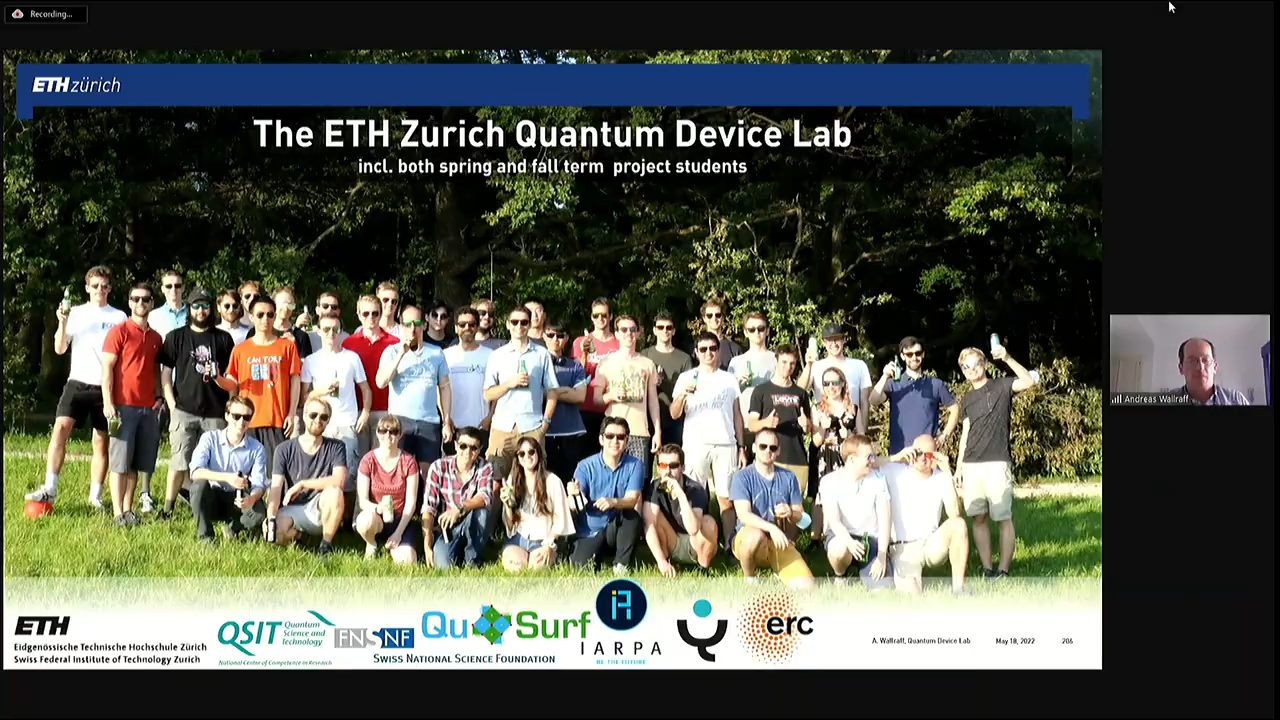 Recording...
ETH zürich
The ETH Zurich Quantum Device Lab
incl. both spring and fall term project students
CAN TOR!
Levi's
Andreas Wallraff
ETH
Eidgenössische Technische Hochschule Zürich
Swiss Federal Institute of Technology Zurich
QSIT
Quantum
Science and
Technology
National Centre of Competence in Research
FNSNF
SWISS NATIONAL SCIENCE FOUNDATION
QuSurf
IARPA
BE THE FUTURE
erc
A. Wallraff, Quantum Device Lab
May 18, 2022
206